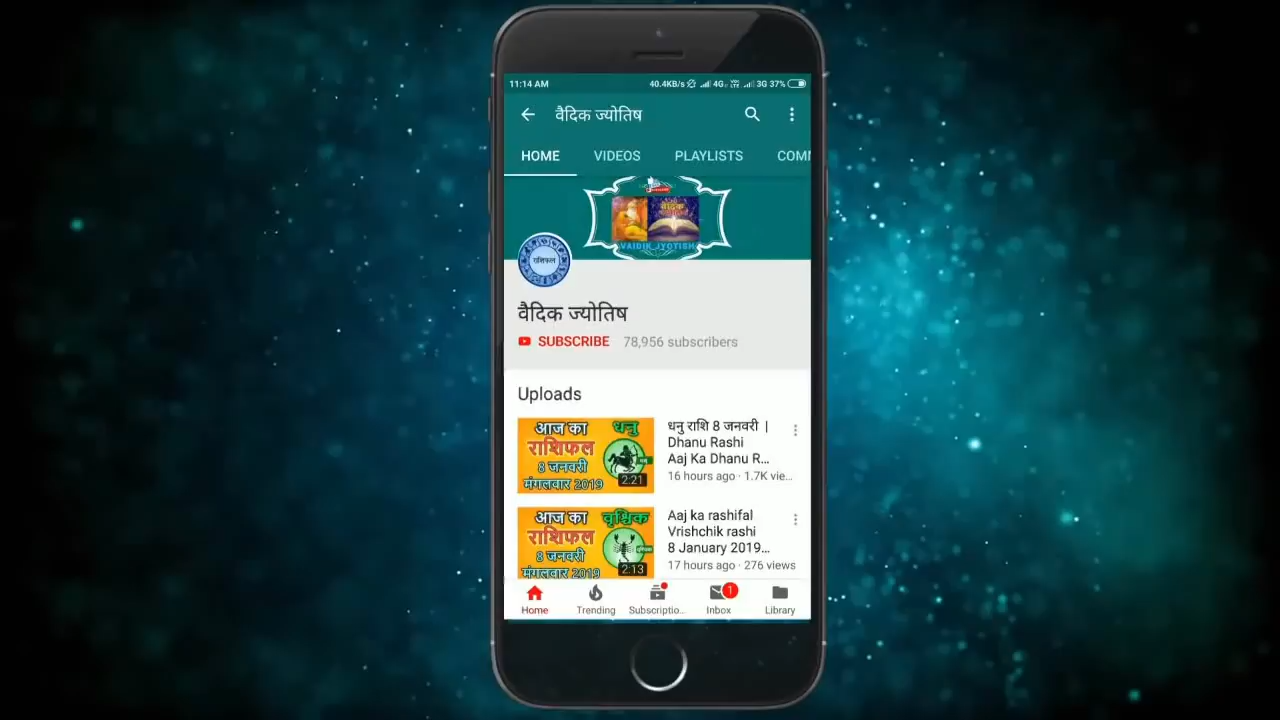 11:14 AM
40.4KB/s 4G 3G 37%
वैदिक ज्योतिष
HOME VIDEOS PLAYLISTS COM
वैदिक
VAIDIK JYOTISH
राशिफल
वैदिक ज्योतिष
SUBSCRIBE 78,956 subscribers
Uploads
आज का धनु
राशिफल
8 जनवरी
मंगलवार 2019
2:21
धनु राशि 8 जनवरी |
Dhanu Rashi
Aaj Ka Dhanu R...
16 hours ago · 1.7K vie...
आज का वृश्चिक
राशिफल
8 जनवरी
मंगलवार 2019
2:13
Aaj ka rashifal
Vrishchik rashi
8 January 2019...
17 hours ago · 276 views
1
Home Trending Subscriptio... Inbox Library